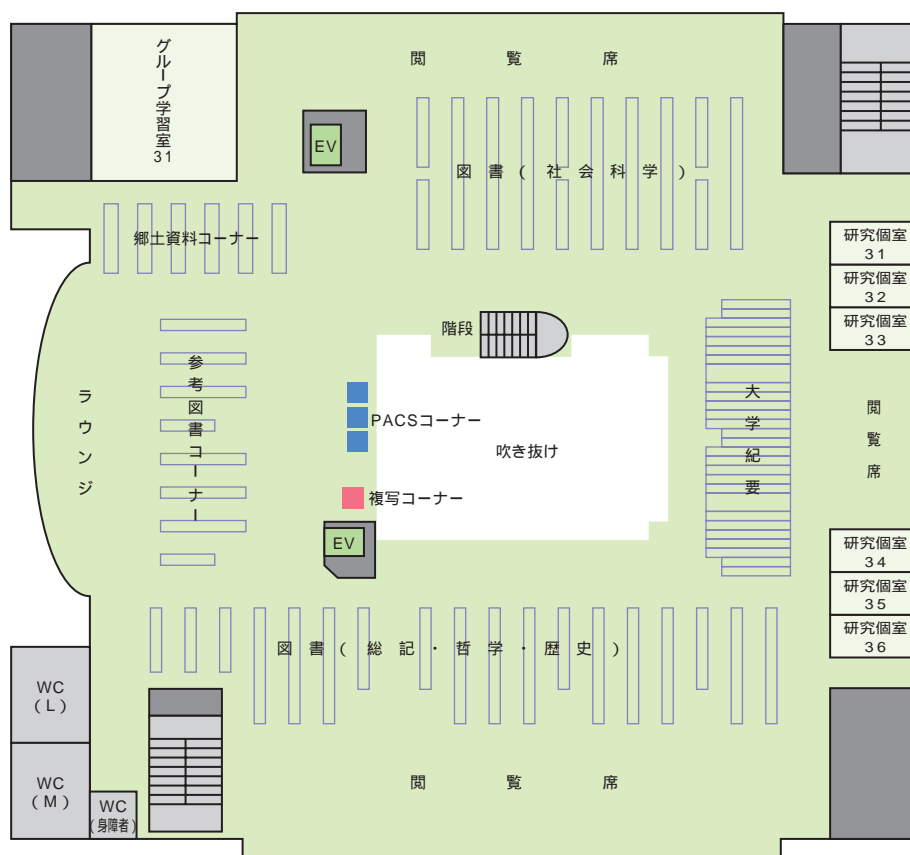 閲覧席
グループ学習室
31
EV
図書(社会科学)
郷土資料コーナー
研究個室
31
研究個室
32
研究個室
33
階段
参考図書コーナー
ラウンジ
PACSコーナー
吹き抜け
大学紀要
閲覧席
複写コーナー
EV
研究個室
34
研究個室
35
研究個室
36
図書(総記・哲学・歴史)
WC
(L)
WC
(M)
WC
(身障者)
閲覧席